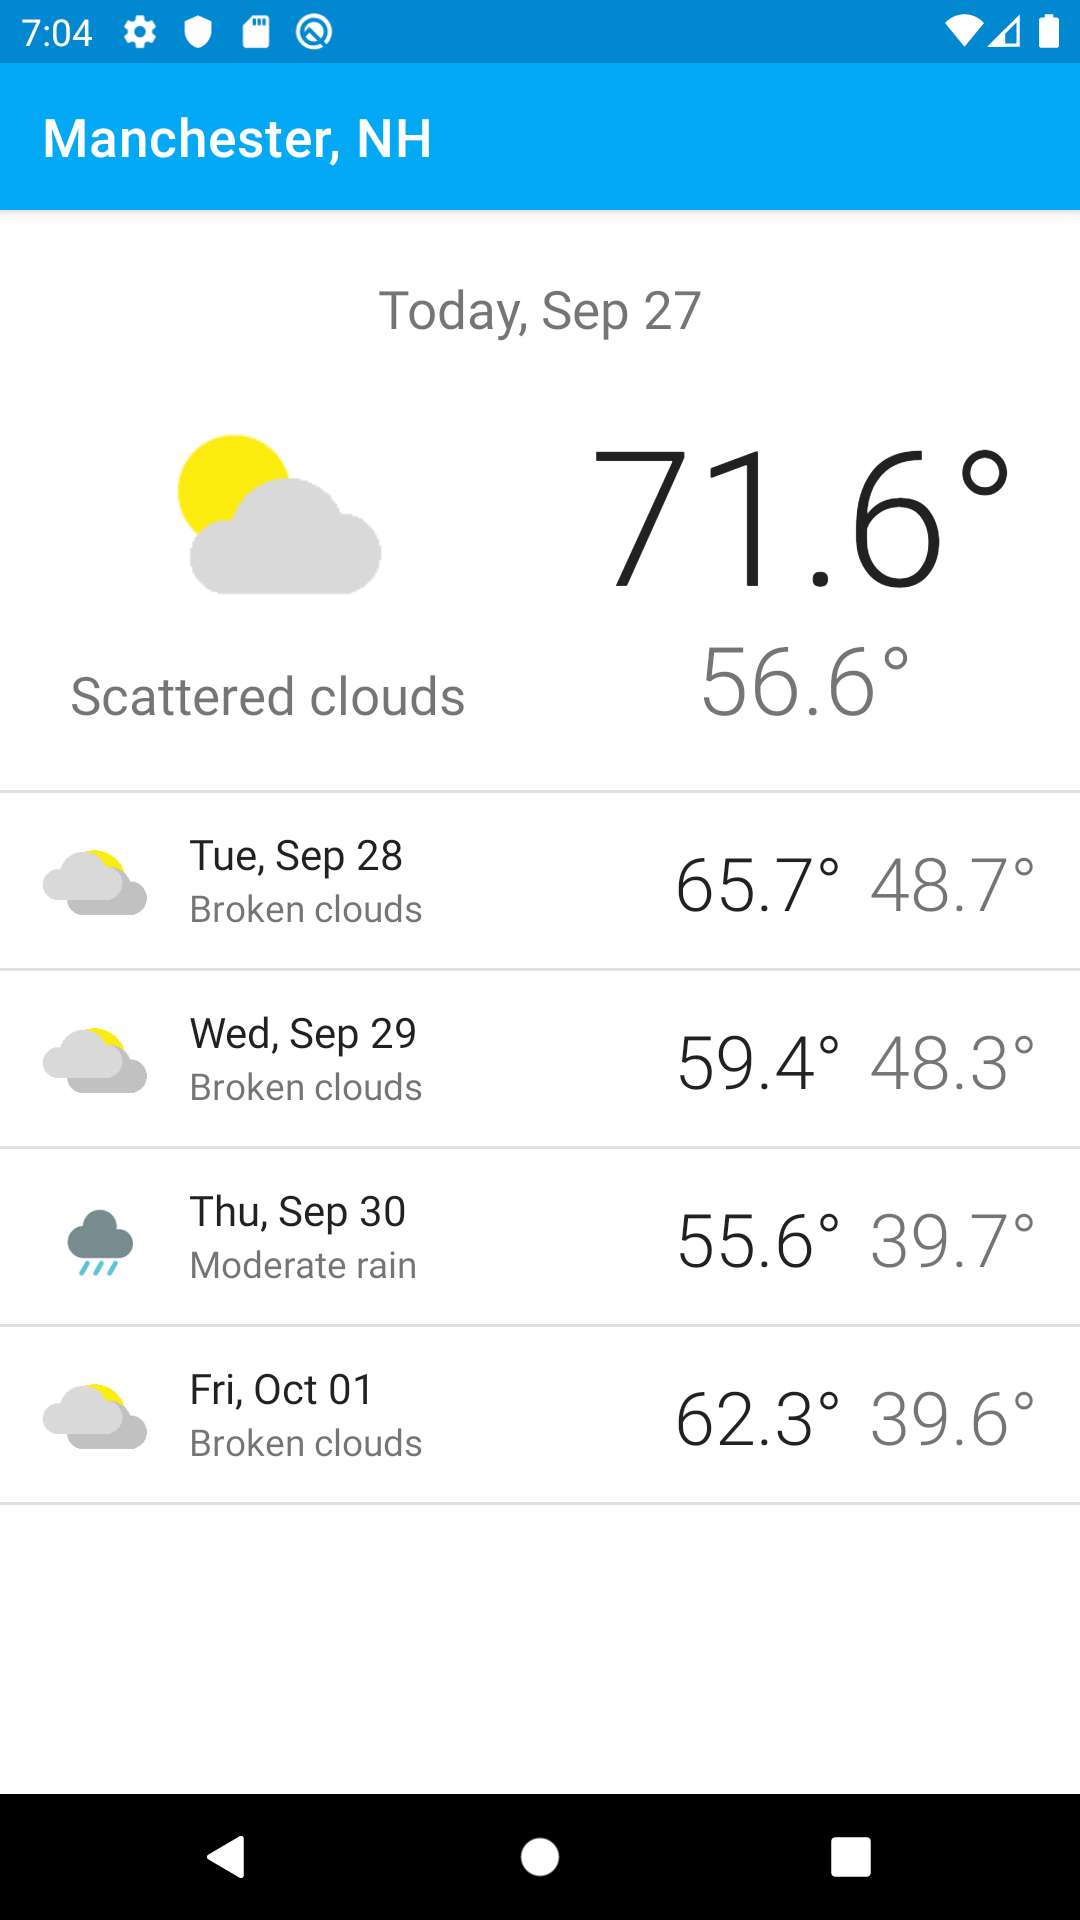 7:04
Manchester, NH
Today, Sep 27
71.6°
Scattered clouds
56.6°
Tue, Sep 28
Broken clouds
65.7° 48.7°
Wed, Sep 29
Broken clouds
59.4° 48.3°
Thu, Sep 30
Moderate rain
55.6° 39.7°
Fri, Oct 01
Broken clouds
62.3° 39.6°